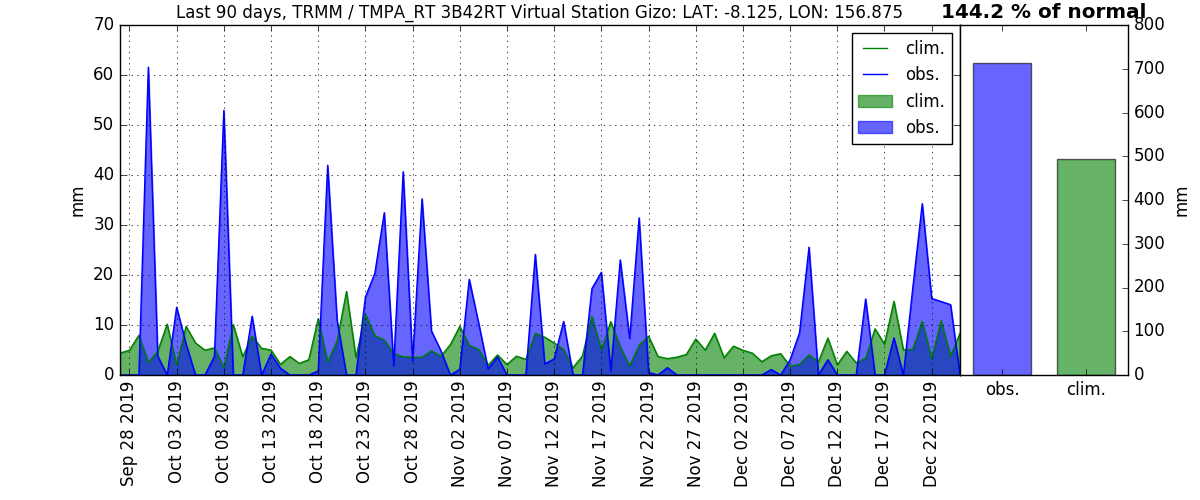 Last 90 days, TRMM / TMPA_RT 3B42RT Virtual Station Gizo: LAT: -8.125, LON: 156.875
144.2 % of normal
70
60
50
40
30
20
10
0
mm
clim.
obs.
clim.
obs.
800
700
600
500
400
300
200
100
0
mm
Sep 28 2019
Oct 03 2019
Oct 08 2019
Oct 13 2019
Oct 18 2019
Oct 23 2019
Oct 28 2019
Nov 02 2019
Nov 07 2019
Nov 12 2019
Nov 17 2019
Nov 22 2019
Nov 27 2019
Dec 02 2019
Dec 07 2019
Dec 12 2019
Dec 17 2019
Dec 22 2019
obs.
clim.